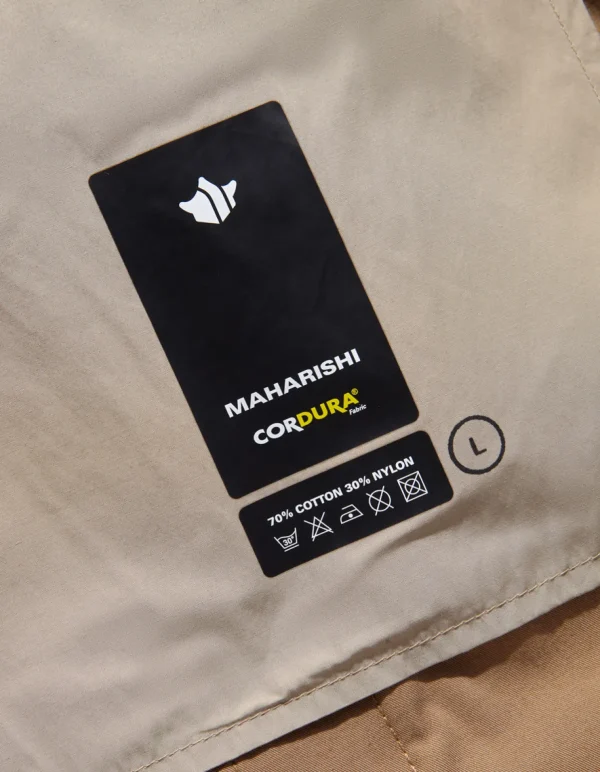 MAHARISHI
CORDURA®
Fabric
70% COTTON 30% NYLON
30°
L